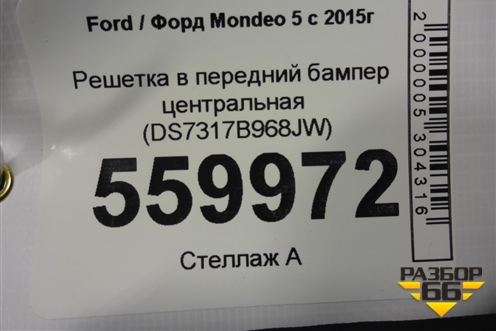 Ford / Форд Mondeo 5 с 2015г
Решетка в передний бампер
центральная
(DS7317B968JW)
559972
Стеллаж А
2000005304316
РАЗБОР
66